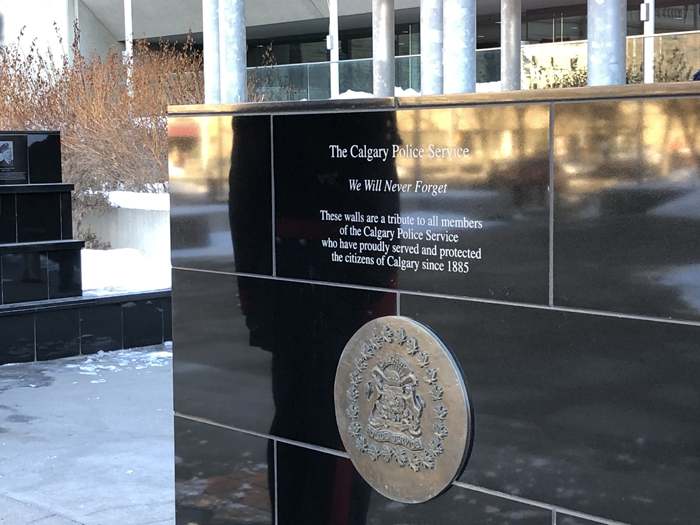 The Calgary Police Service
We Will Never Forget
These walls are a tribute to all members
of the Calgary Police Service
who have proudly served and protected
the citizens of Calgary since 1885